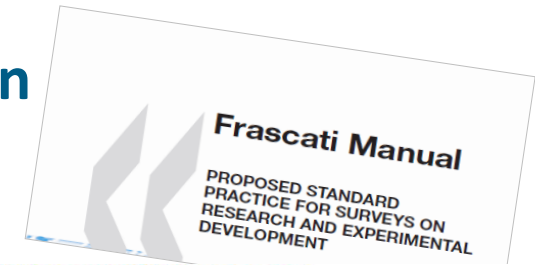 n
Frascati Manual
PROPOSED STANDARD
PRACTICE FOR SURVEYS ON
RESEARCH AND EXPERIMENTAL
DEVELOPMENT